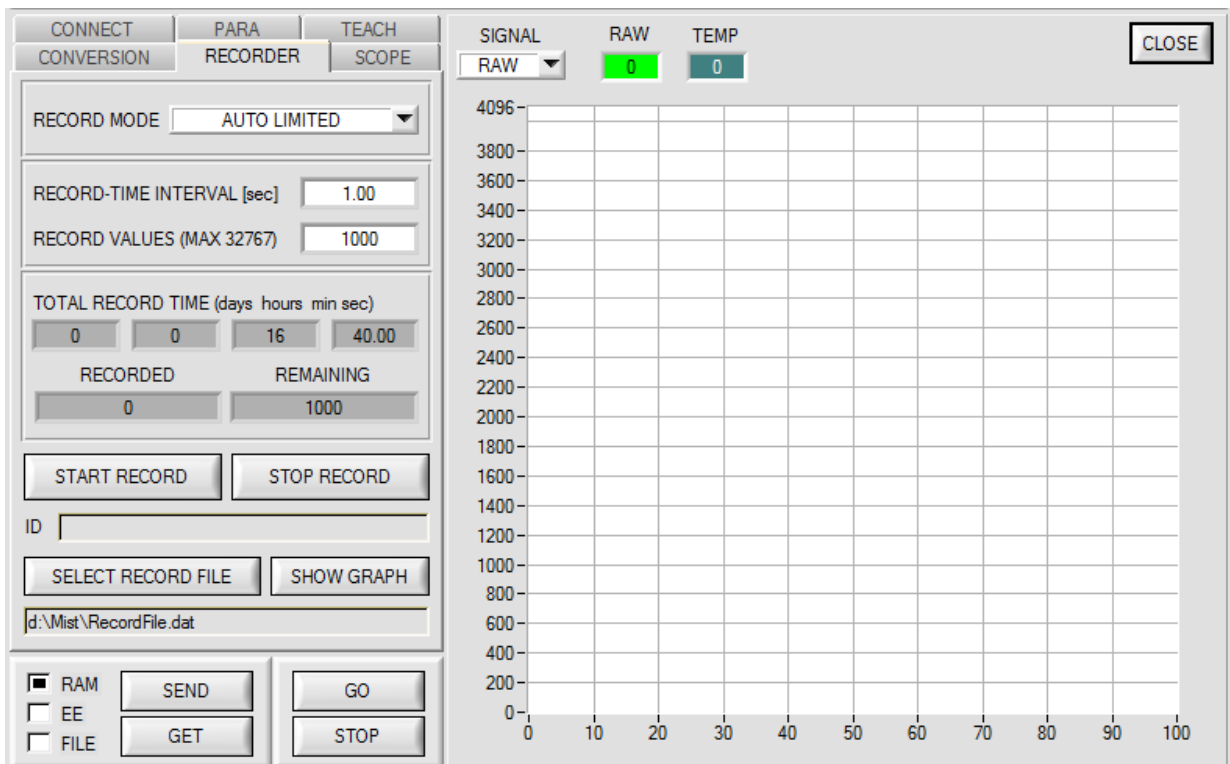 CONNECT PARA TEACH
CONVERSION RECORDER SCOPE
RECORD MODE AUTO LIMITED
RECORD-TIME INTERVAL [sec] 1.00
RECORD VALUES (MAX 32767) 1000
TOTAL RECORD TIME (days hours min sec)
0 0 16 40.00
RECORDED REMAINING
0 1000
START RECORD STOP RECORD
ID
SELECT RECORD FILE SHOW GRAPH
d:\Mist\RecordFile.dat
RAM
EE
FILE
SEND
GET
GO
STOP
SIGNAL RAW TEMP
RAW 0 0
CLOSE
4096
3800
3600
3400
3200
3000
2800
2600
2400
2200
2000
1800
1600
1400
1200
1000
800
600
400
200
0
0 10 20 30 40 50 60 70 80 90 100